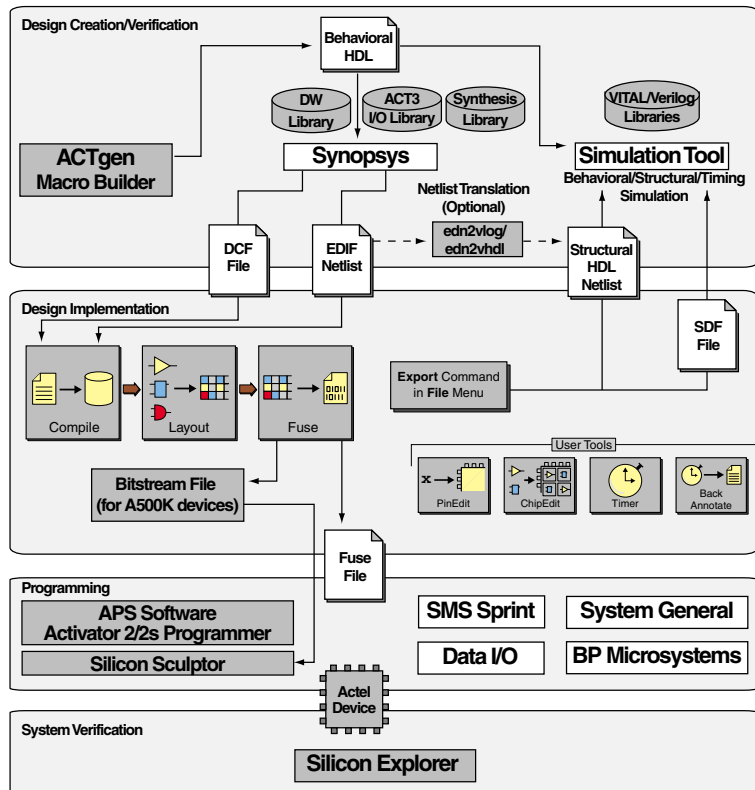 Design Creation/Verification
Behavioral
HDL
DW
Library
ACT3
I/O Library
Synthesis
Library
VITAL/Verilog
Libraries
ACTgen
Macro Builder
Synopsys
Simulation Tool
Behavioral/Structural/Timing
Simulation
Netlist Translation
(Optional)
edn2vlog/
edn2vhdl
DCF
File
EDIF
Netlist
Structural
HDL
Netlist
Design Implementation
SDF
File
01011
10111
Compile
Layout
Fuse
Export Command
in File Menu
User Tools
Bitstream File
(for A500K devices)
x
PinEdit
ChipEdit
Timer
Back
Annotate
Fuse
File
Programming
APS Software
Activator 2/2s Programmer
Silicon Sculptor
SMS Sprint
System General
Data I/O
BP Microsystems
Actel
Device
System Verification
Silicon Explorer